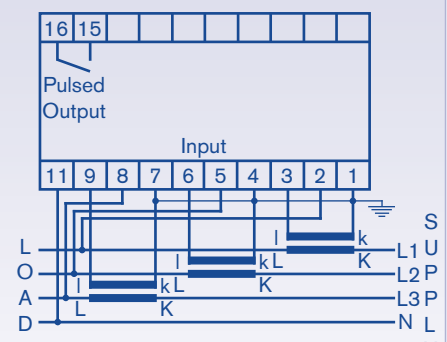 16 15
Pulsed
Output
Input
11 9 8 7 6 5 4 3 2 1
l k
L K
L1
l k
L K
L2
l k
L K
L3
N
L
O
A
D
S
U
P
P
L